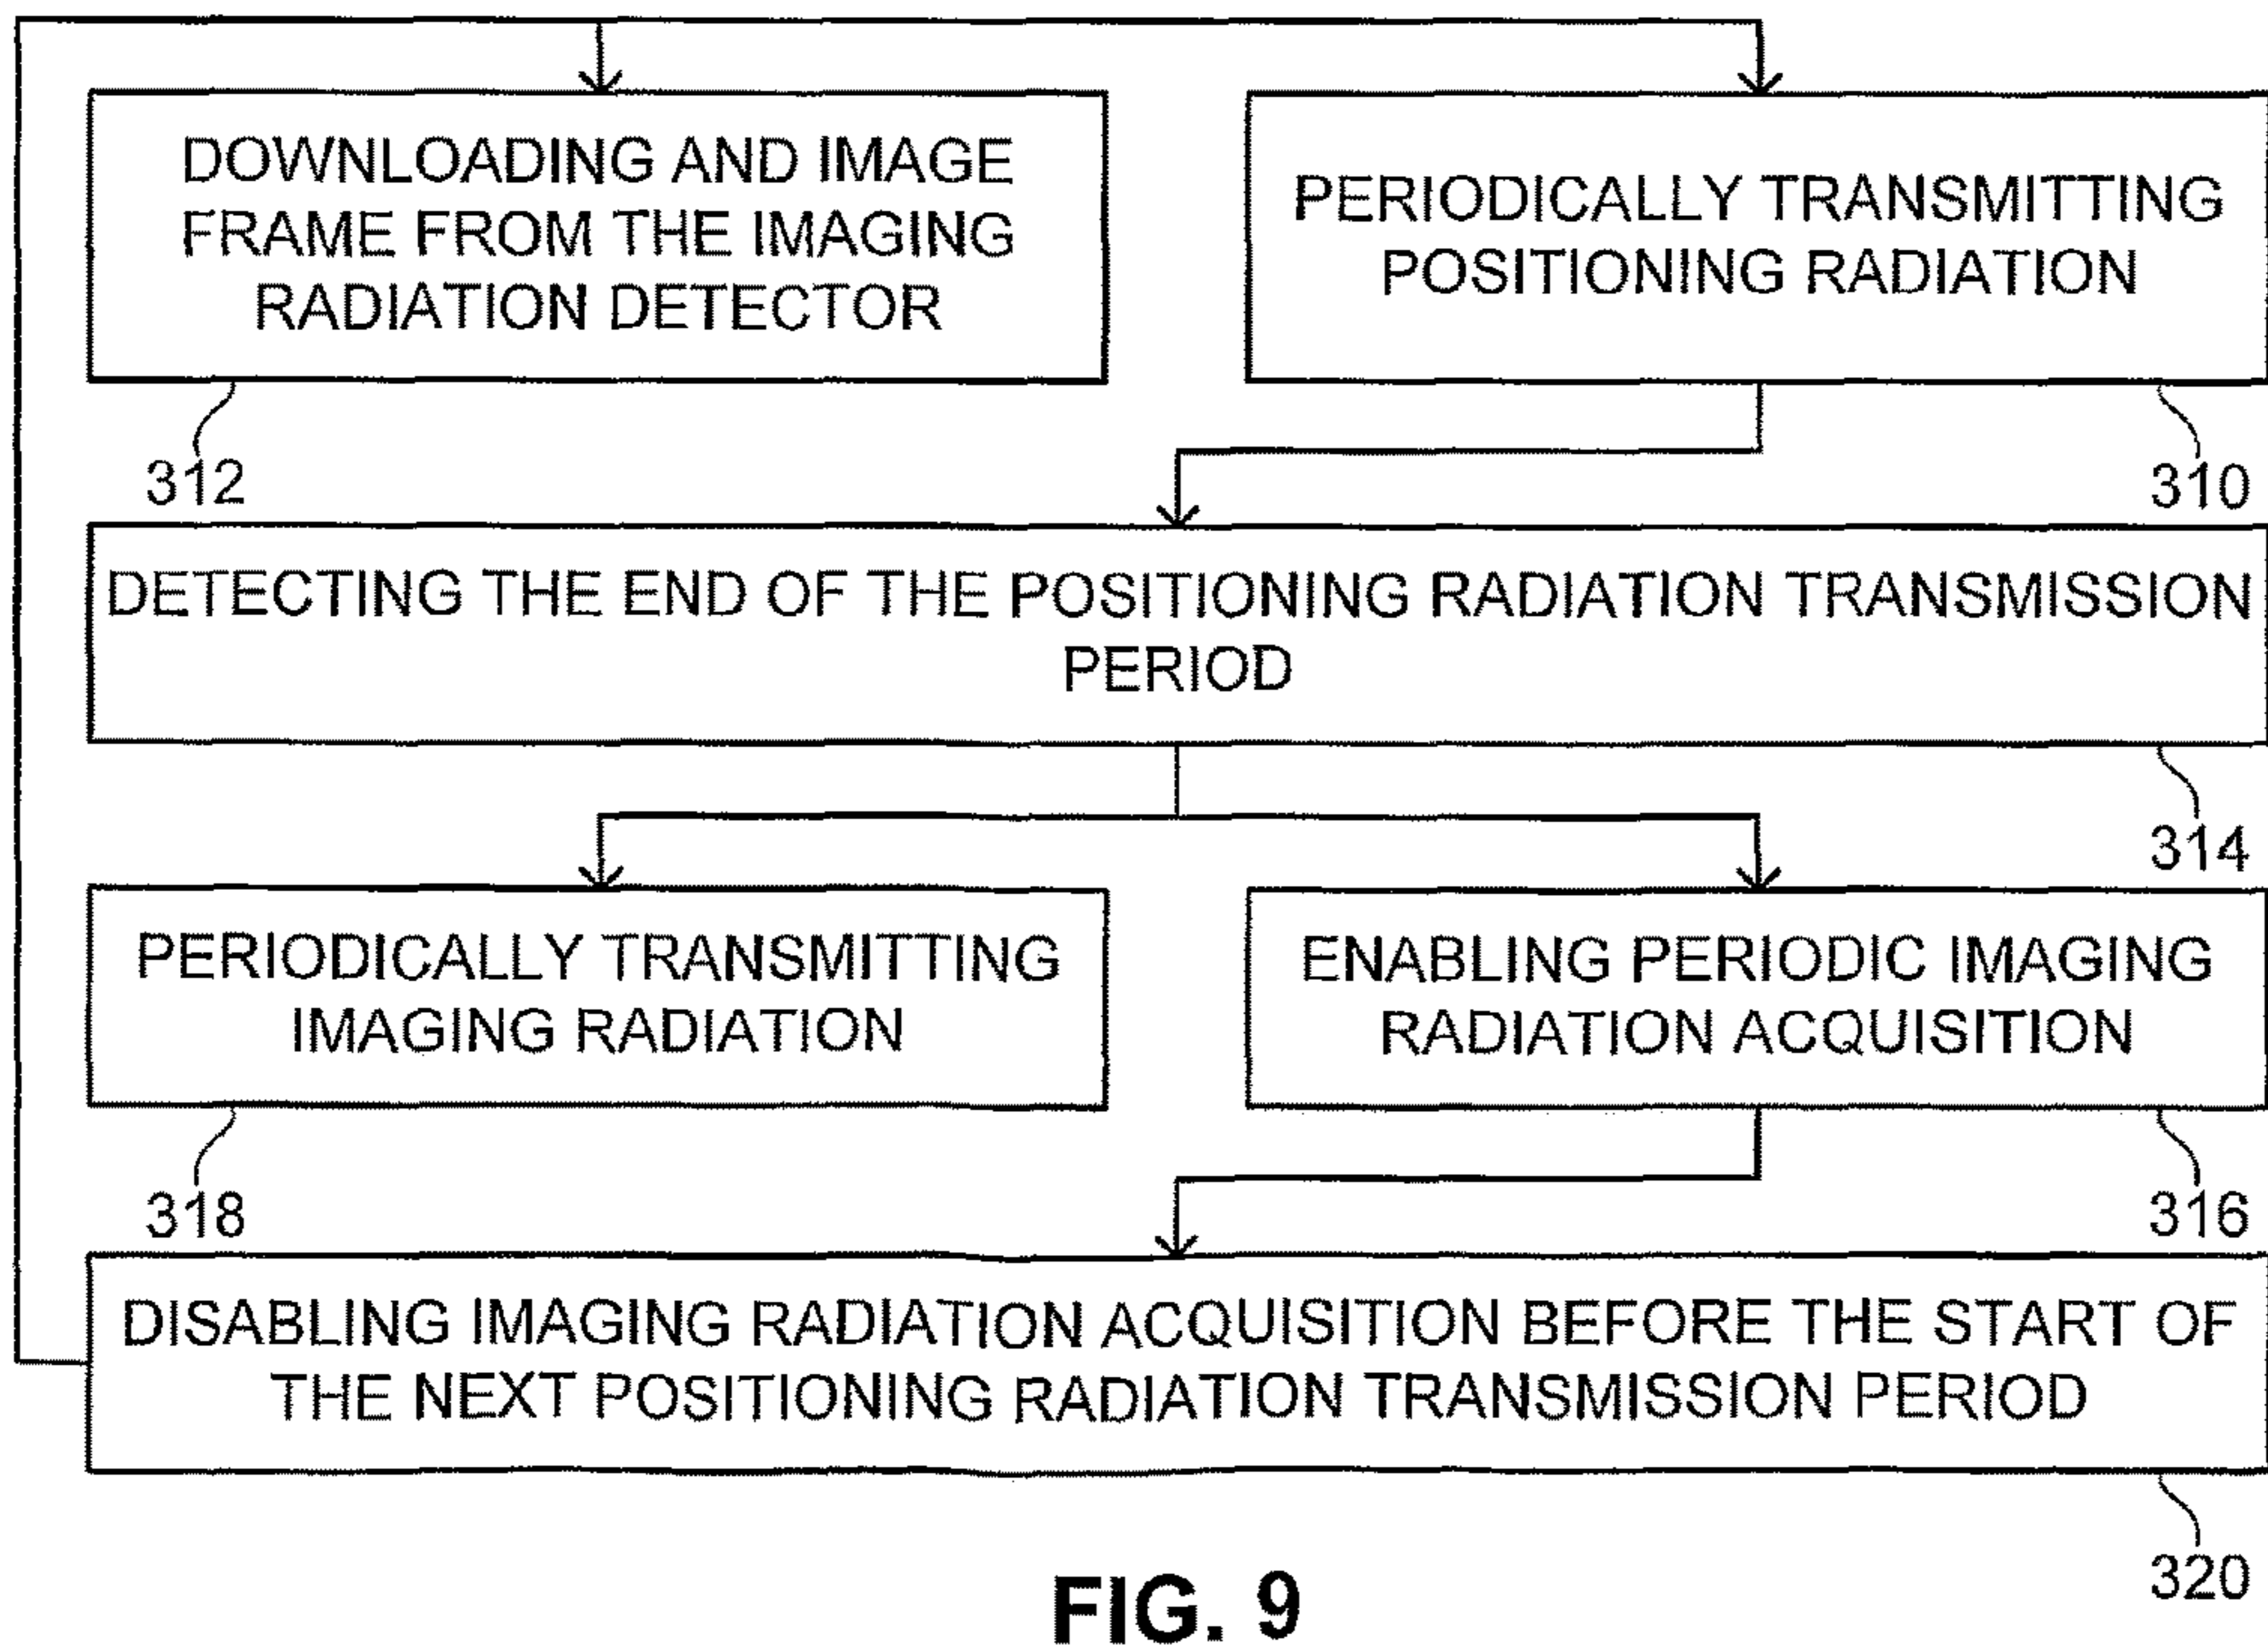 DOWNLOADING AND IMAGE
FRAME FROM THE IMAGING
RADIATION DETECTOR
312
PERIODICALLY TRANSMITTING
POSITIONING RADIATION
310
DETECTING THE END OF THE POSITIONING RADIATION TRANSMISSION
PERIOD
314
PERIODICALLY TRANSMITTING
IMAGING RADIATION
318
ENABLING PERIODIC IMAGING
RADIATION ACQUISITION
316
DISABLING IMAGING RADIATION ACQUISITION BEFORE THE START OF
THE NEXT POSITIONING RADIATION TRANSMISSION PERIOD
320
FIG. 9